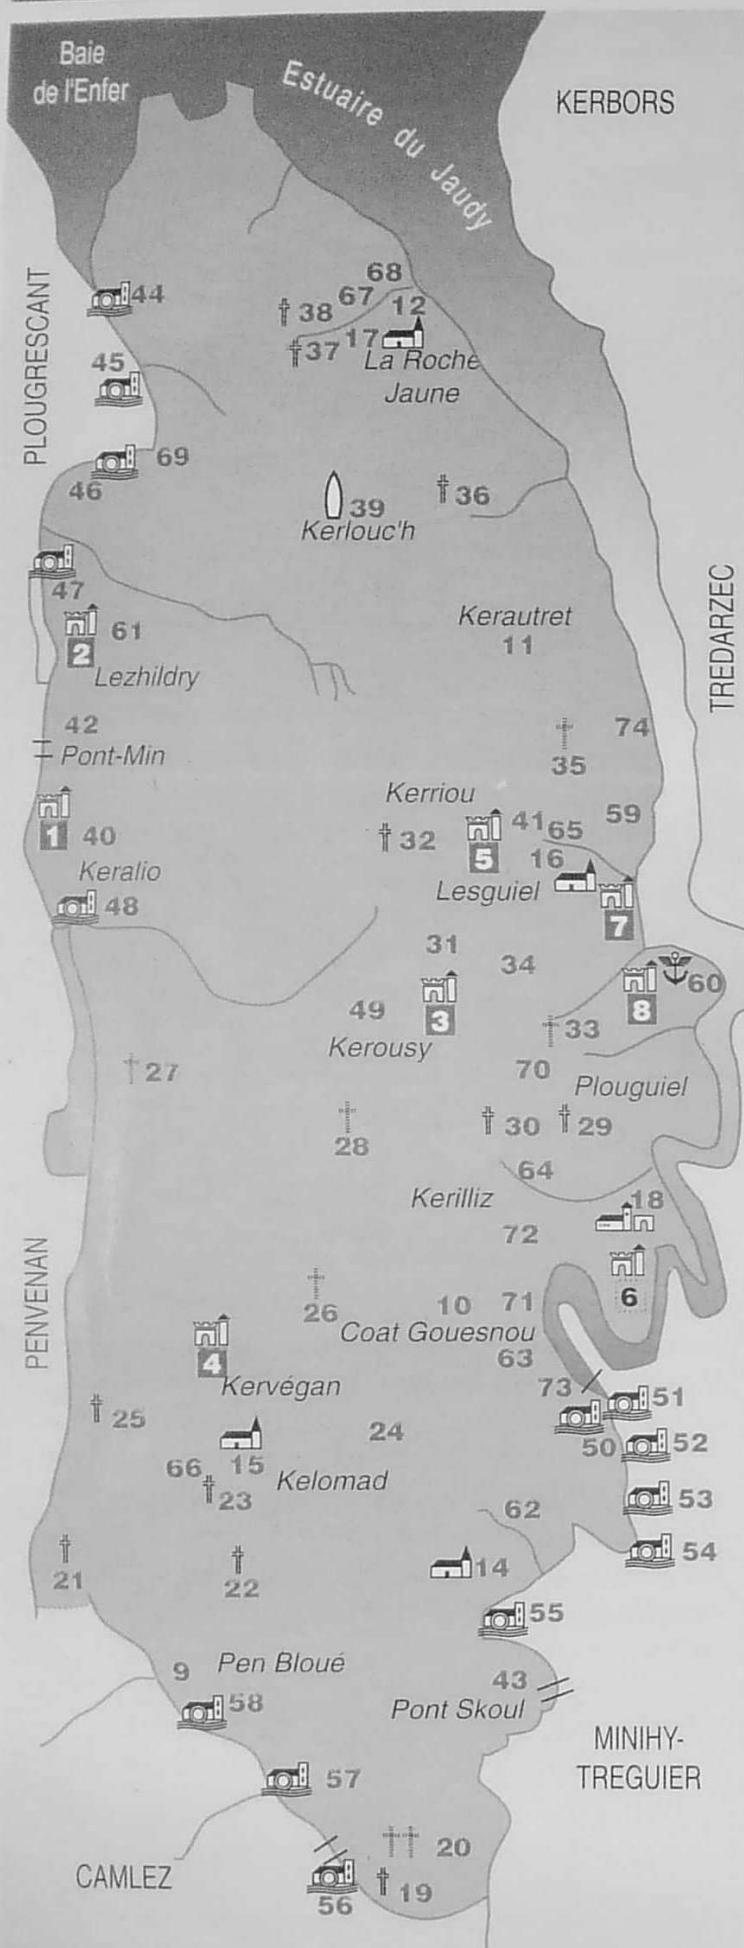 Baie
de l'Enfer
Estuaire du Jaudy
KERBORS
PLOUGRESCANT
44
68
67
12
38
17
37
La Roche
Jaune
45
69
46
36
39
Kerlouc'h
47
61
2
Lezhildry
Kerautret
11
TREDARZEC
42
Pont-Min
74
35
Kerriou
1
40
32
5
41
65
59
16
Keralio
Lesguiel
48
7
31
34
60
8
49
3
33
Kerousy
27
70
Plouguiel
28
30
29
64
Kerilliz
18
72
PENVENAN
6
26
10
71
Coat Gouesnou
63
4
Kervégan
73
51
25
24
50
52
66
15
Kelomad
23
53
62
54
21
22
14
55
9
Pen Bloué
43
58
Pont Skoul
MINIHY-
TREGUIER
57
20
CAMLEZ
56
19